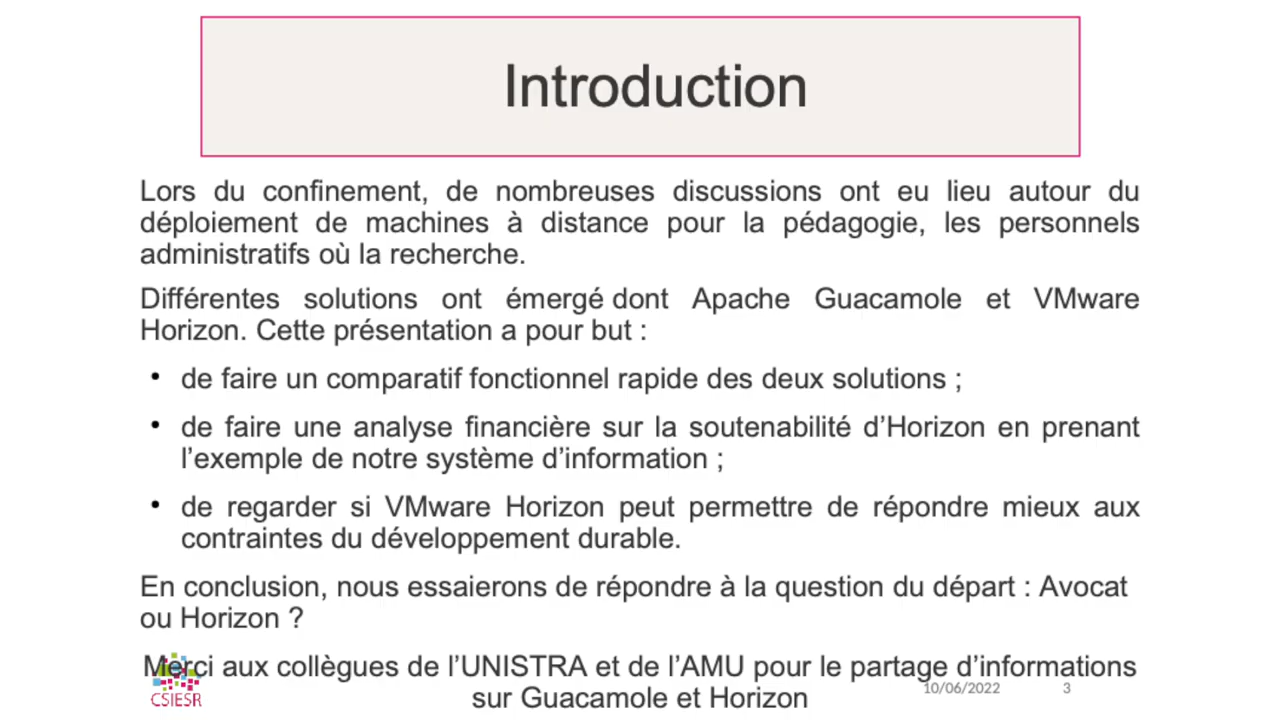 Introduction
Lors du confinement, de nombreuses discussions ont eu lieu autour du
déploiement de machines à distance pour la pédagogie, les personnels
administratifs où la recherche.
Différentes solutions ont émergé dont Apache Guacamole et VMware
Horizon. Cette présentation a pour but :
• de faire un comparatif fonctionnel rapide des deux solutions ;
• de faire une analyse financière sur la soutenabilité d’Horizon en prenant
l’exemple de notre système d’information ;
• de regarder si VMware Horizon peut permettre de répondre mieux aux
contraintes du développement durable.
En conclusion, nous essaierons de répondre à la question du départ : Avocat
ou Horizon ?
Merci aux collègues de l’UNISTRA et de l’AMU pour le partage d’informations
sur Guacamole et Horizon
CSIESR
10/06/2022
3